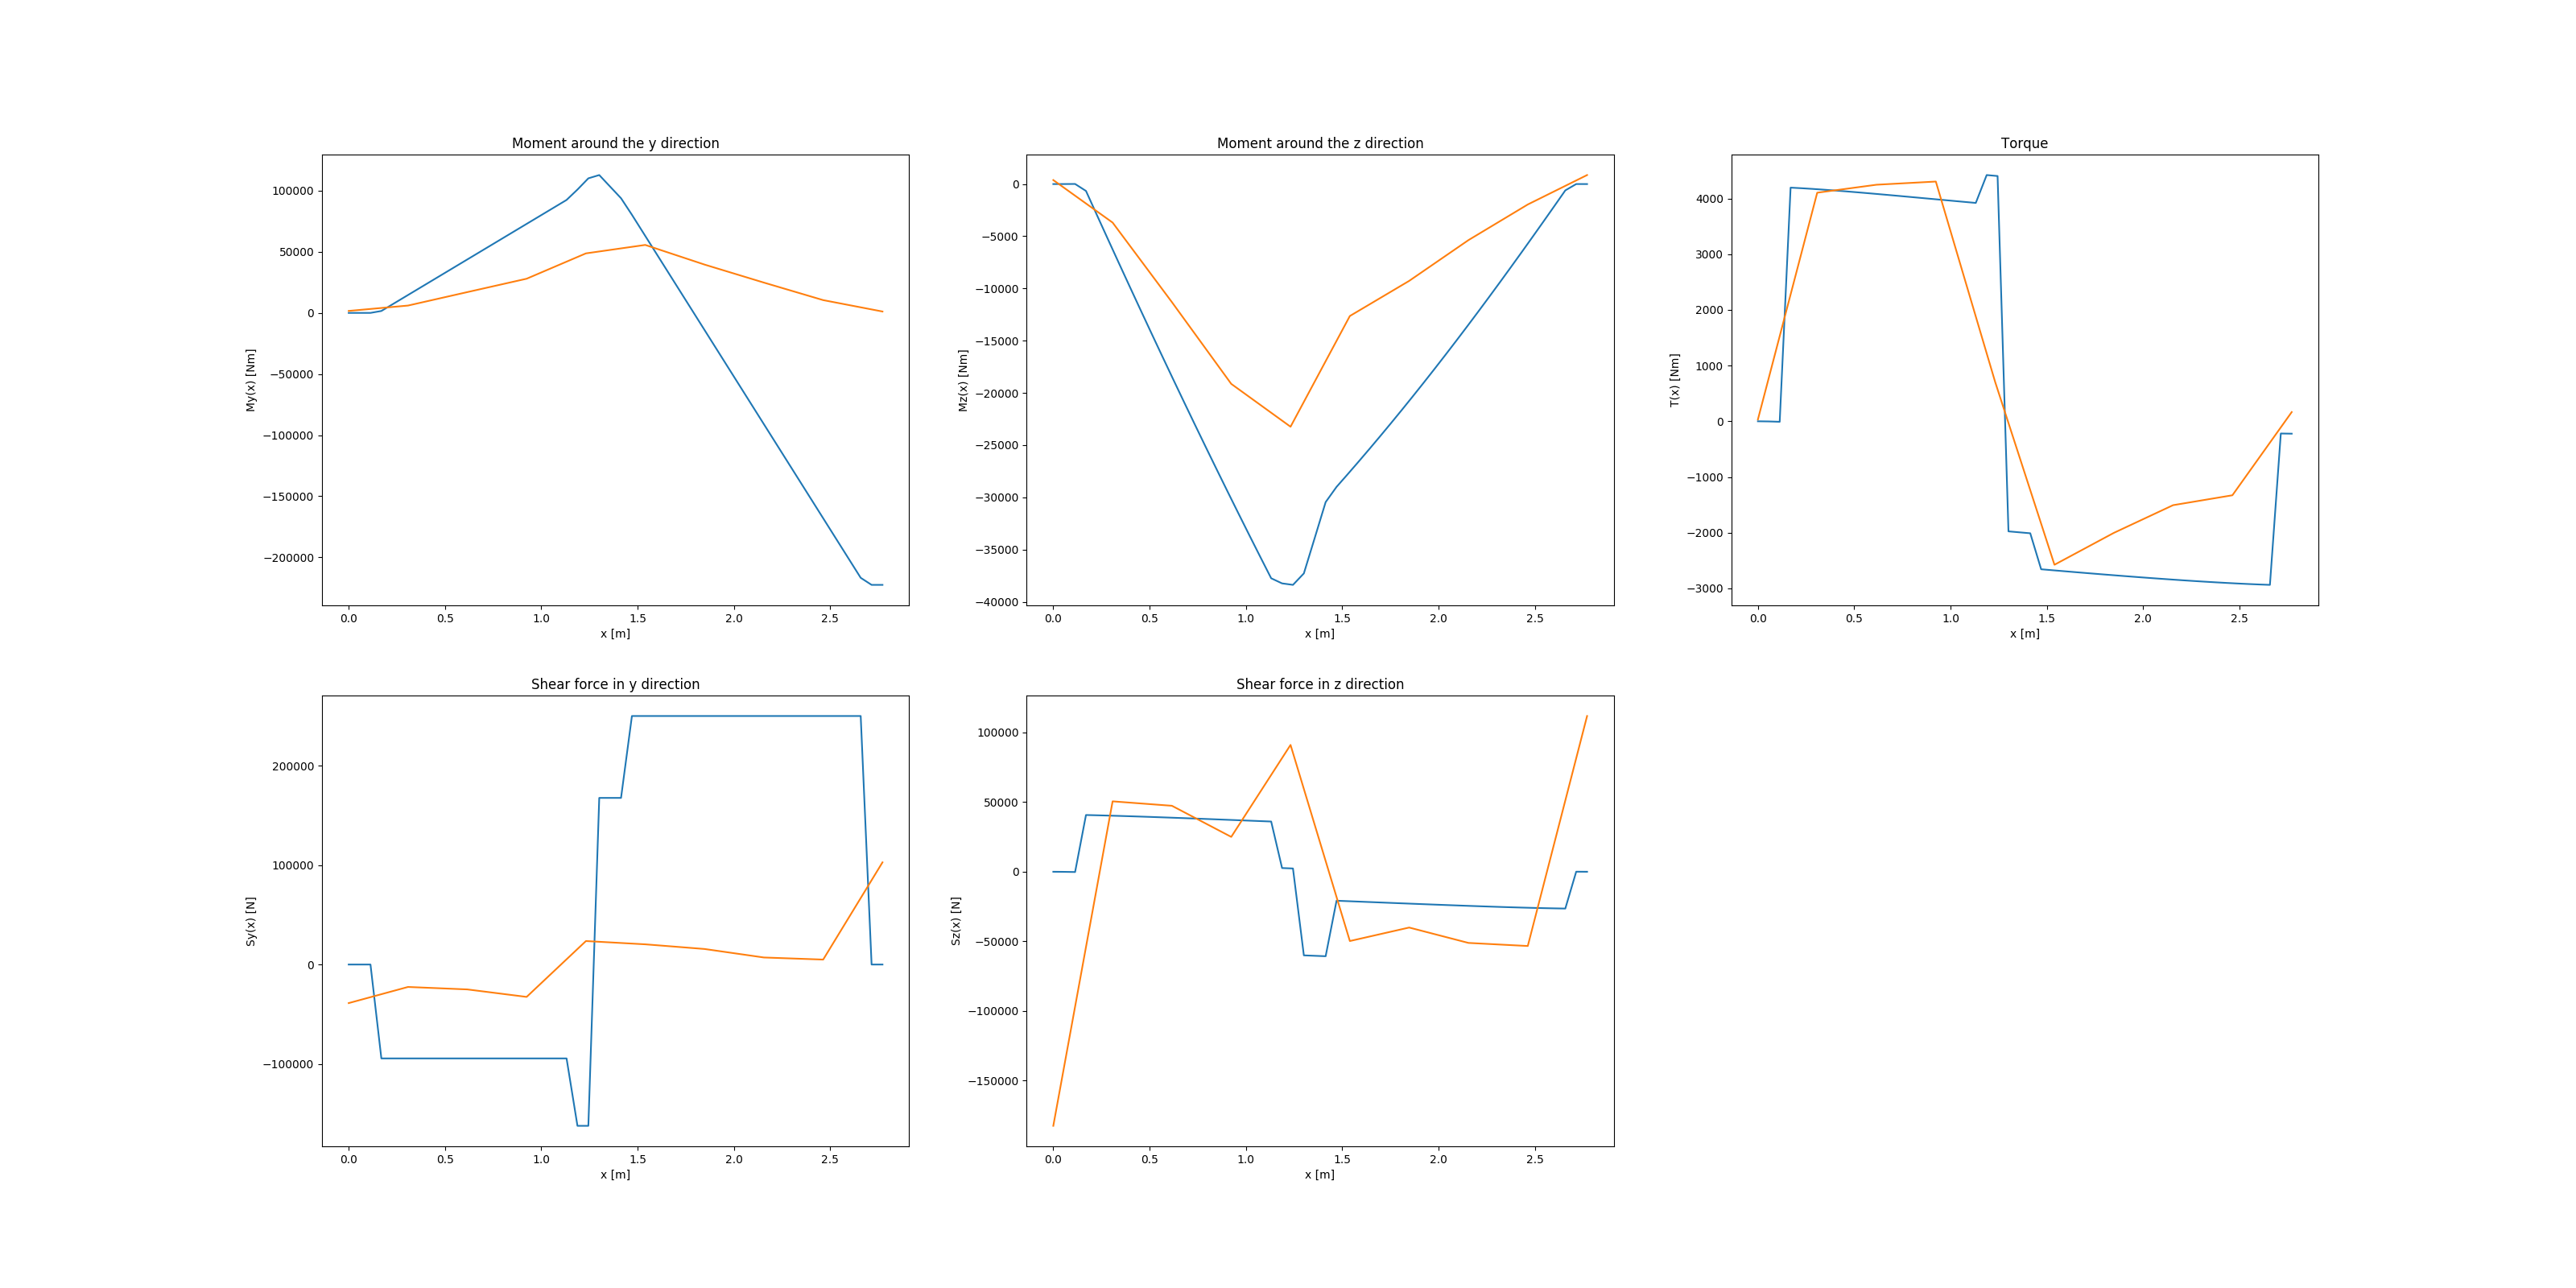 Moment around the y direction
My(x) [Nm]
100000
50000
0
−50000
−100000
−150000
−200000
0.0 0.5 1.0 1.5 2.0 2.5
x [m]
Moment around the z direction
Mz(x) [Nm]
0
−5000
−10000
−15000
−20000
−25000
−30000
−35000
−40000
0.0 0.5 1.0 1.5 2.0 2.5
x [m]
Torque
T(x) [Nm]
4000
3000
2000
1000
0
−1000
−2000
−3000
0.0 0.5 1.0 1.5 2.0 2.5
x [m]
Shear force in y direction
Sy(x) [N]
200000
100000
0
−100000
0.0 0.5 1.0 1.5 2.0 2.5
x [m]
Shear force in z direction
Sz(x) [N]
100000
50000
0
−50000
−100000
−150000
0.0 0.5 1.0 1.5 2.0 2.5
x [m]